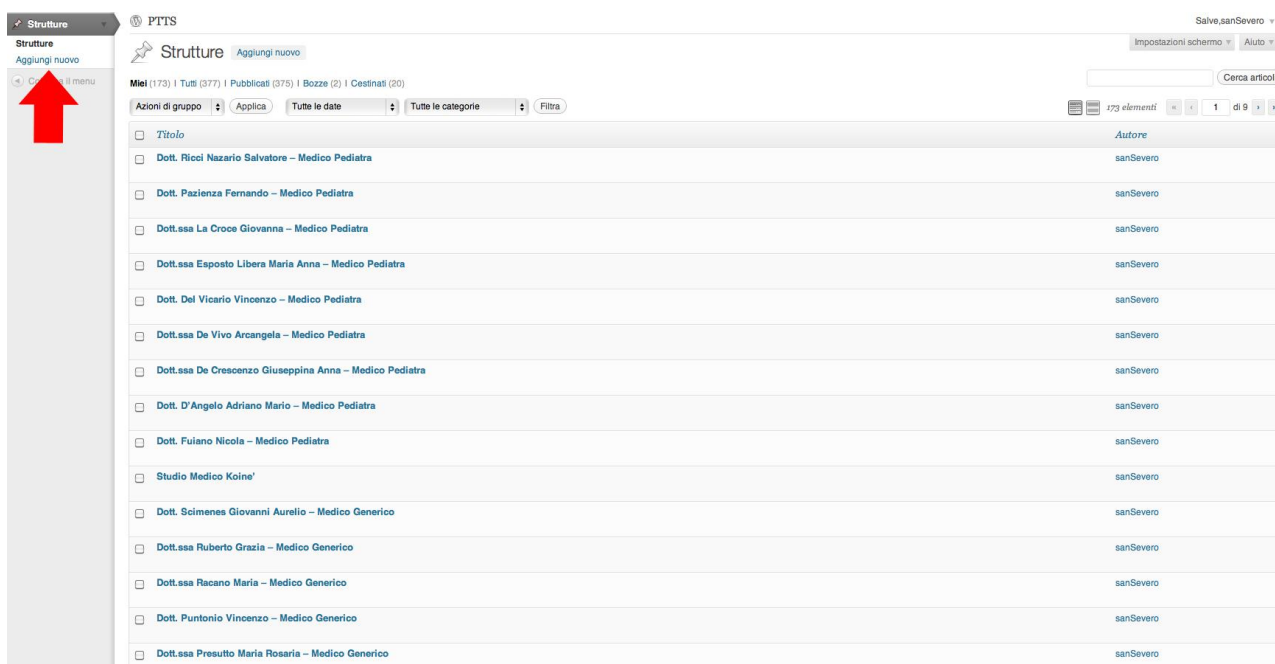 Strutture
PTTS
Salve,sanSevero
Strutture
Aggiungi nuovo
Strutture Aggiungi nuovo
Impostazioni schermo Aiuto
il menu
Miei (173) | Tutti (377) | Pubblicati (375) | Bozze (2) | Cestinati (20)
Cerca articol
Azioni di gruppo Applica Tutte le date Tutte le categorie Filtra
173 elementi « ‹ 1 di 9 ›
Titolo Autore
Dott. Ricci Nazario Salvatore – Medico Pediatra sanSevero
Dott. Pazienza Fernando – Medico Pediatra sanSevero
Dott.ssa La Croce Giovanna – Medico Pediatra sanSevero
Dott.ssa Esposto Libera Maria Anna – Medico Pediatra sanSevero
Dott. Del Vicario Vincenzo – Medico Pediatra sanSevero
Dott.ssa De Vivo Arcangela – Medico Pediatra sanSevero
Dott.ssa De Crescenzo Giuseppina Anna – Medico Pediatra sanSevero
Dott. D'Angelo Adriano Mario – Medico Pediatra sanSevero
Dott. Fuiano Nicola – Medico Pediatra sanSevero
Studio Medico Koine' sanSevero
Dott. Scimenes Giovanni Aurelio – Medico Generico sanSevero
Dott.ssa Ruberto Grazia – Medico Generico sanSevero
Dott.ssa Racano Maria – Medico Generico sanSevero
Dott. Puntonio Vincenzo – Medico Generico sanSevero
Dott.ssa Presutto Maria Rosaria – Medico Generico sanSevero